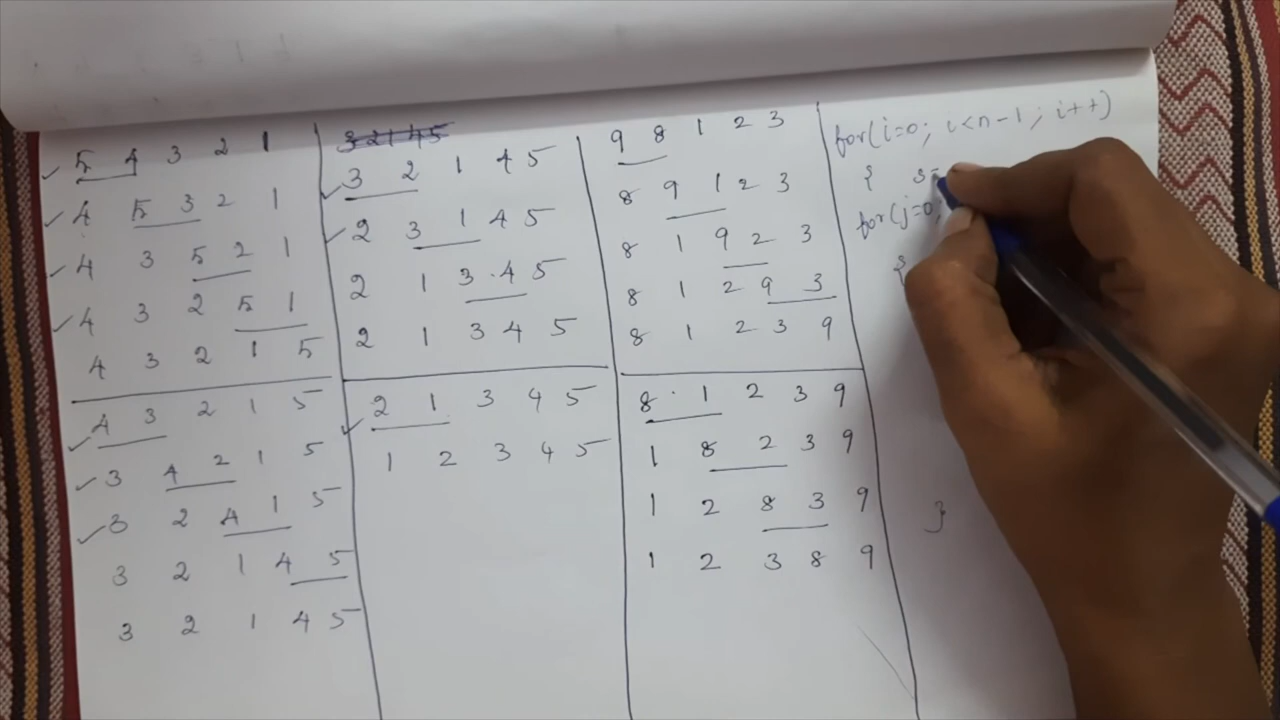 5 4 3 2 1
4 5 3 2 1
4 3 5 2 1
4 3 2 5 1
4 3 2 1 5
4 3 2 1 5
3 4 2 1 5
3 2 4 1 5
3 2 1 4 5
3 2 1 4 5
3 2 1 4 5
3 2 1 4 5
2 3 1 4 5
2 1 3 4 5
2 1 3 4 5
2 1 3 4 5
1 2 3 4 5
9 8 1 2 3
8 9 1 2 3
8 1 9 2 3
8 1 2 9 3
8 1 2 3 9
8 1 2 3 9
1 8 2 3 9
1 2 8 3 9
1 2 3 8 9
for(i=0; i<n-1; i++)
{
for(j=0;
{
}